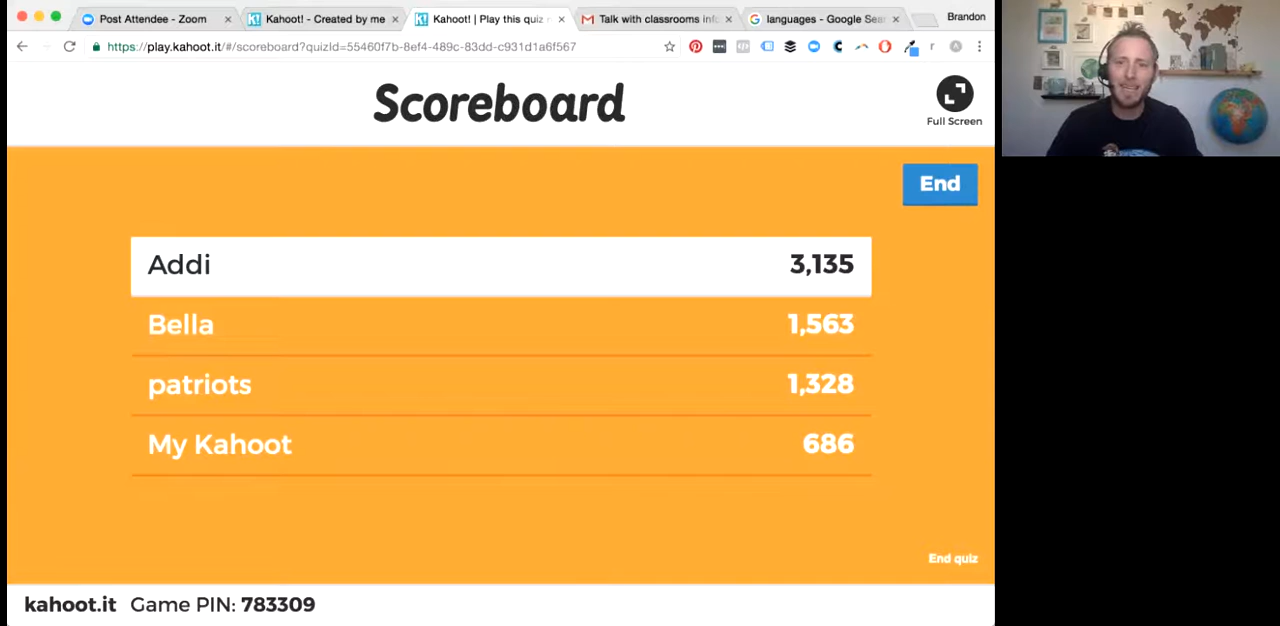 Post Attendee - Zoom
Kahoot! - Created by me
Kahoot! | Play this quiz
Talk with classrooms inf
languages - Google Sea
Brandon
https://play.kahoot.it/#/scoreboard?quizId=55460f7b-8ef4-489c-83dd-c931d1a6f567
Scoreboard
Full Screen
End
Addi 3,135
Bella 1,563
patriots 1,328
My Kahoot 686
End quiz
kahoot.it Game PIN: 783309